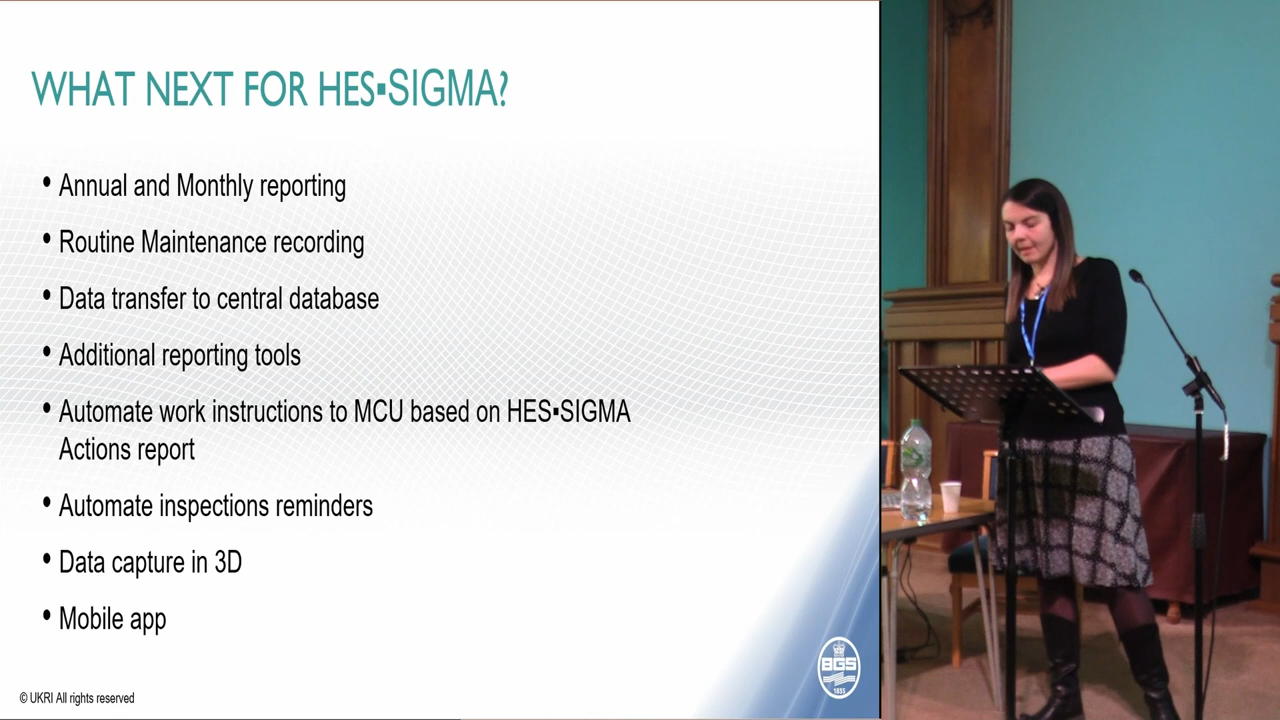 WHAT NEXT FOR HES▪SIGMA?
• Annual and Monthly reporting
• Routine Maintenance recording
• Data transfer to central database
• Additional reporting tools
• Automate work instructions to MCU based on HES▪SIGMA
Actions report
• Automate inspections reminders
• Data capture in 3D
• Mobile app
BGS
1835
© UKRI All rights reserved